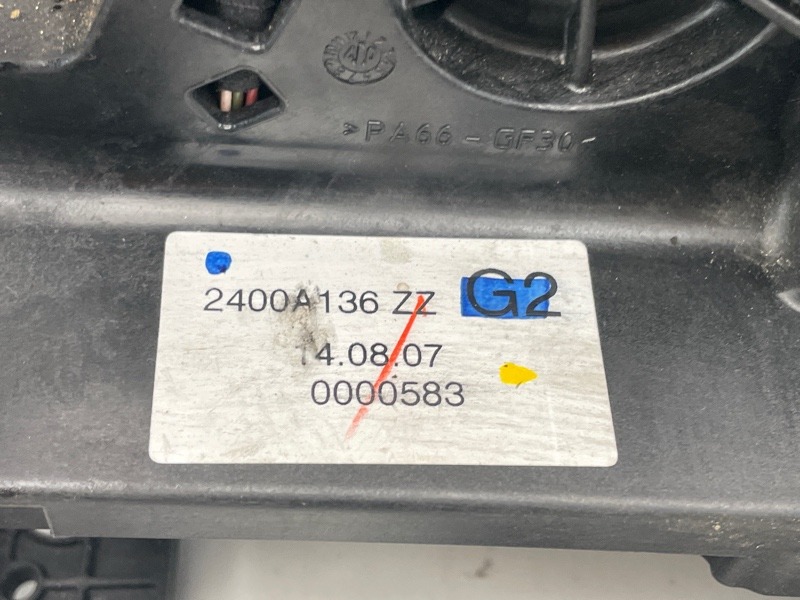 >PA66-GF30-
2400A136 ZZ G2
14.08.07
0000583